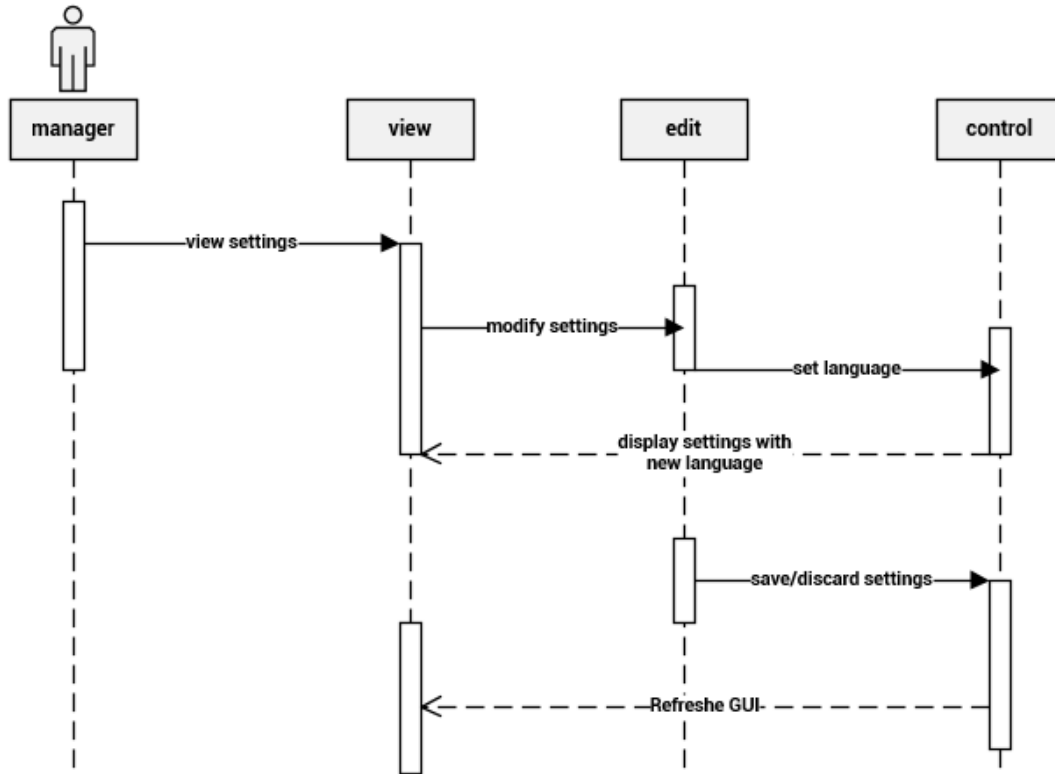 manager
view
edit
control
view settings
modify settings
set language
display settings with
new language
save/discard settings
Refreshe GUI